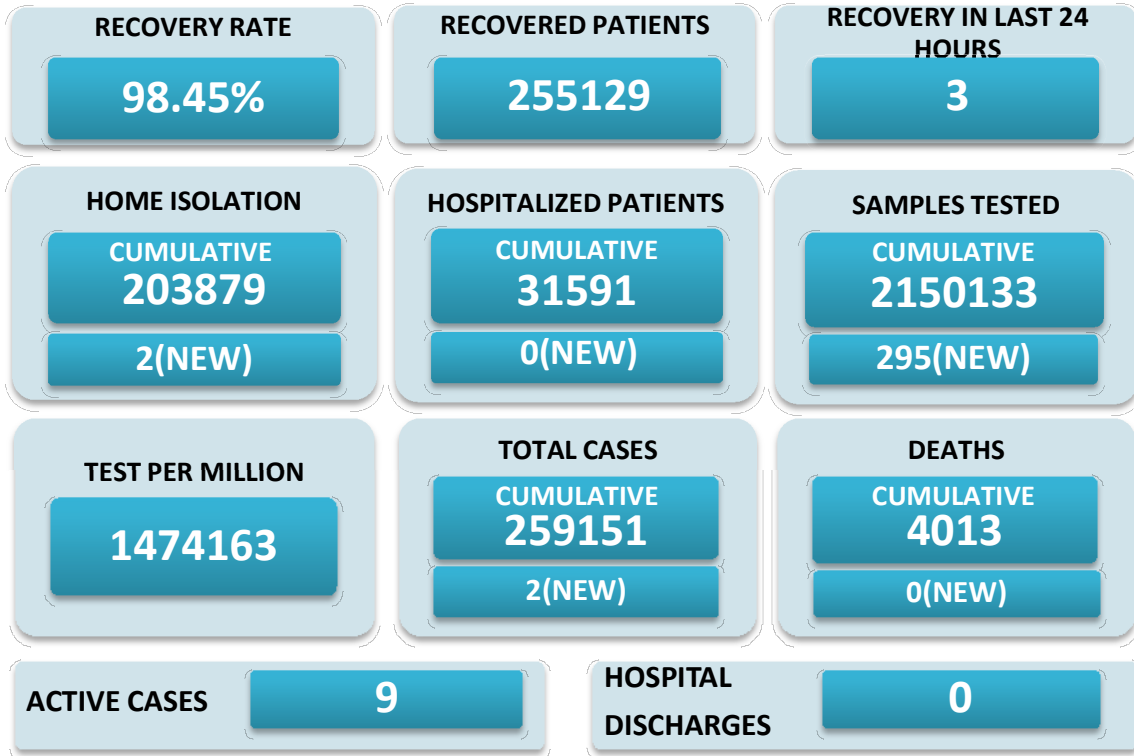 RECOVERY RATE
98.45%
RECOVERED PATIENTS
255129
RECOVERY IN LAST 24
HOURS
3
HOME ISOLATION
CUMULATIVE
203879
2(NEW)
HOSPITALIZED PATIENTS
CUMULATIVE
31591
0(NEW)
SAMPLES TESTED
CUMULATIVE
2150133
295(NEW)
TEST PER MILLION
1474163
TOTAL CASES
CUMULATIVE
259151
2(NEW)
DEATHS
CUMULATIVE
4013
0(NEW)
ACTIVE CASES
9
HOSPITAL
DISCHARGES
0